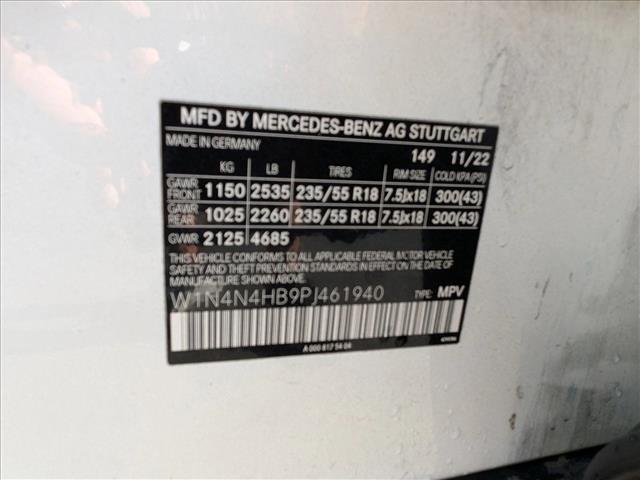 MFD BY MERCEDES-BENZ AG STUTTGART
MADE IN GERMANY
149 11/22
KG LB TIRES RIM SIZE COLD KPA(PSI)
GAWR FRONT 1150 2535 235/55 R18 7.5Jx18 300(43)
GAWR REAR 1025 2260 235/55 R18 7.5Jx18 300(43)
GVWR 2125 4685
THIS VEHICLE CONFORMS TO ALL APPLICABLE FEDERAL MOTOR VEHICLE
SAFETY AND THEFT PREVENTION STANDARDS IN EFFECT ON THE DATE
OF MANUFACTURE SHOWN ABOVE.
W1N4N4HB9PJ461940 TYPE: MPV
A 000 817 54 04